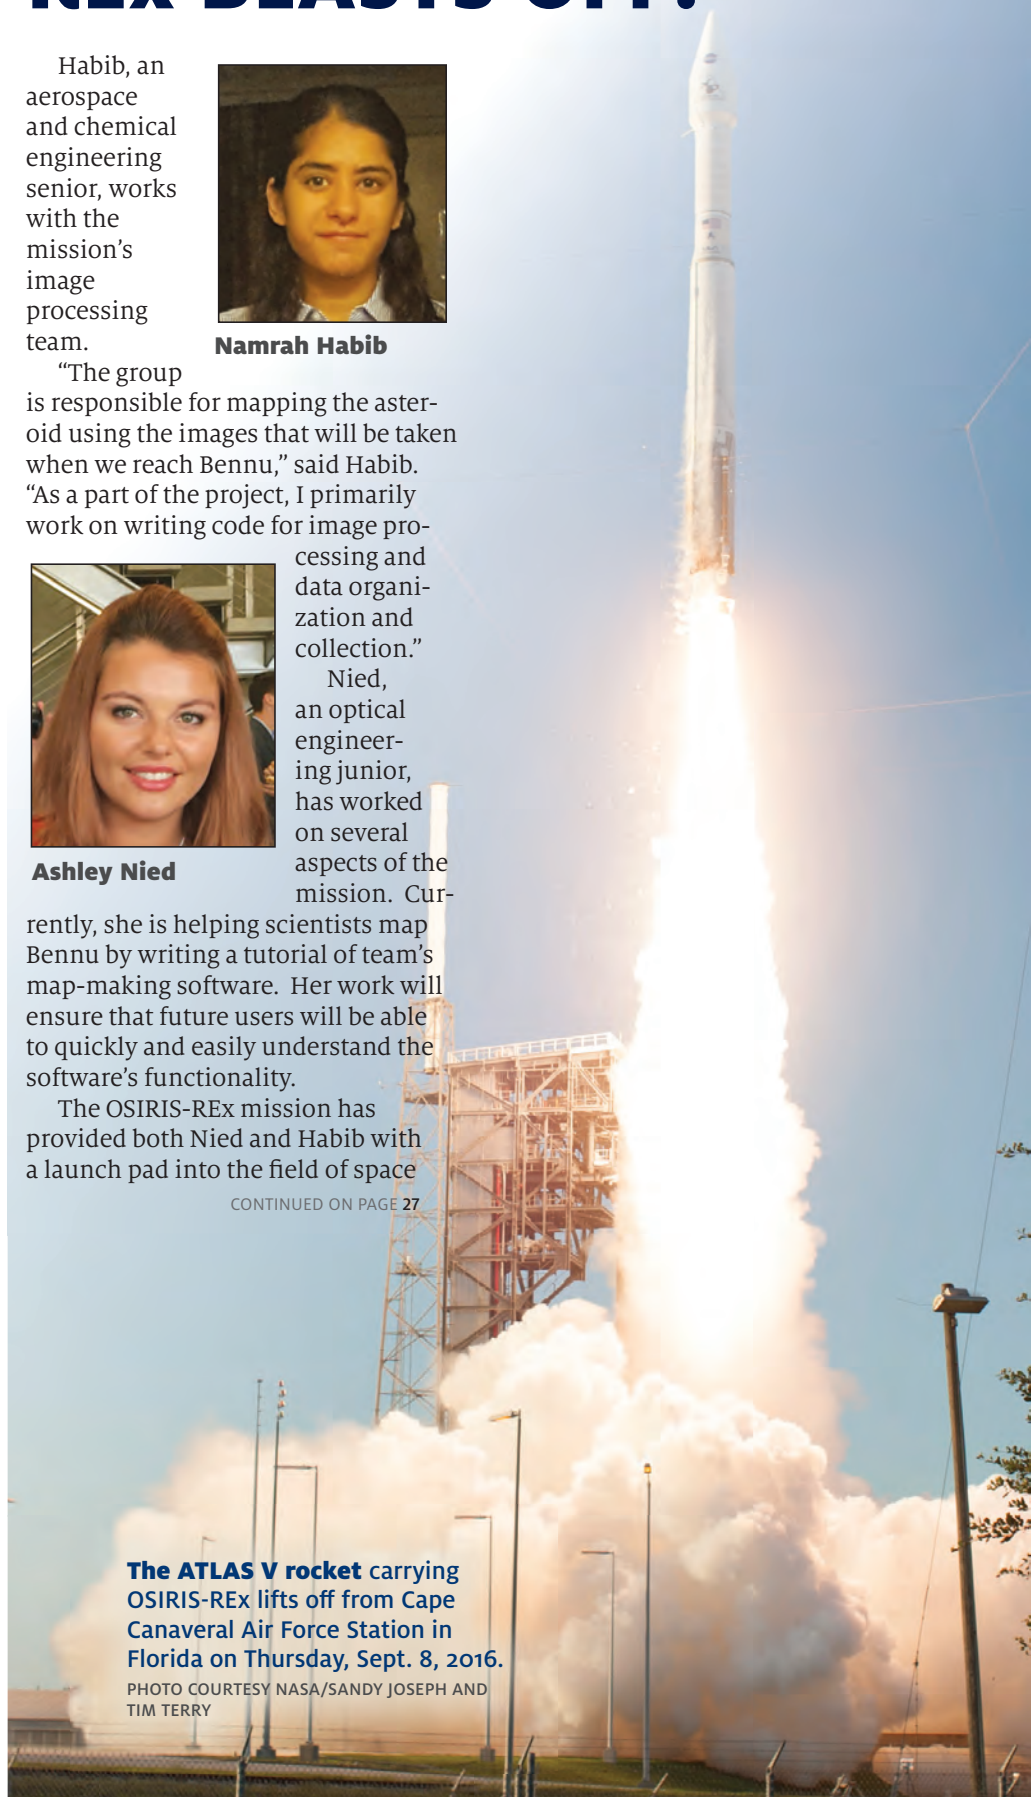 REX BLASTS OFF!
Habib, an
aerospace
and chemical
engineering
senior, works
with the
mission’s
image
processing
team.
Namrah Habib
“The group
is responsible for mapping the aster-
oid using the images that will be taken
when we reach Bennu,” said Habib.
“As a part of the project, I primarily
work on writing code for image pro-
cessing and
data organi-
zation and
collection.”
Nied,
an optical
engineer-
ing junior,
has worked
on several
aspects of the
mission.  Cur-
Ashley Nied
rently, she is helping scientists map
Bennu by writing a tutorial of team’s
map-making software.  Her work will
ensure that future users will be able
to quickly and easily understand the
software’s functionality.
The OSIRIS-REx mission has
provided both Nied and Habib with
a launch pad into the field of space
CONTINUED ON PAGE 27
The ATLAS V rocket carrying
OSIRIS-REx lifts off from Cape
Canaveral Air Force Station in
Florida on Thursday, Sept. 8, 2016.
PHOTO COURTESY NASA/SANDY JOSEPH AND
TIM TERRY